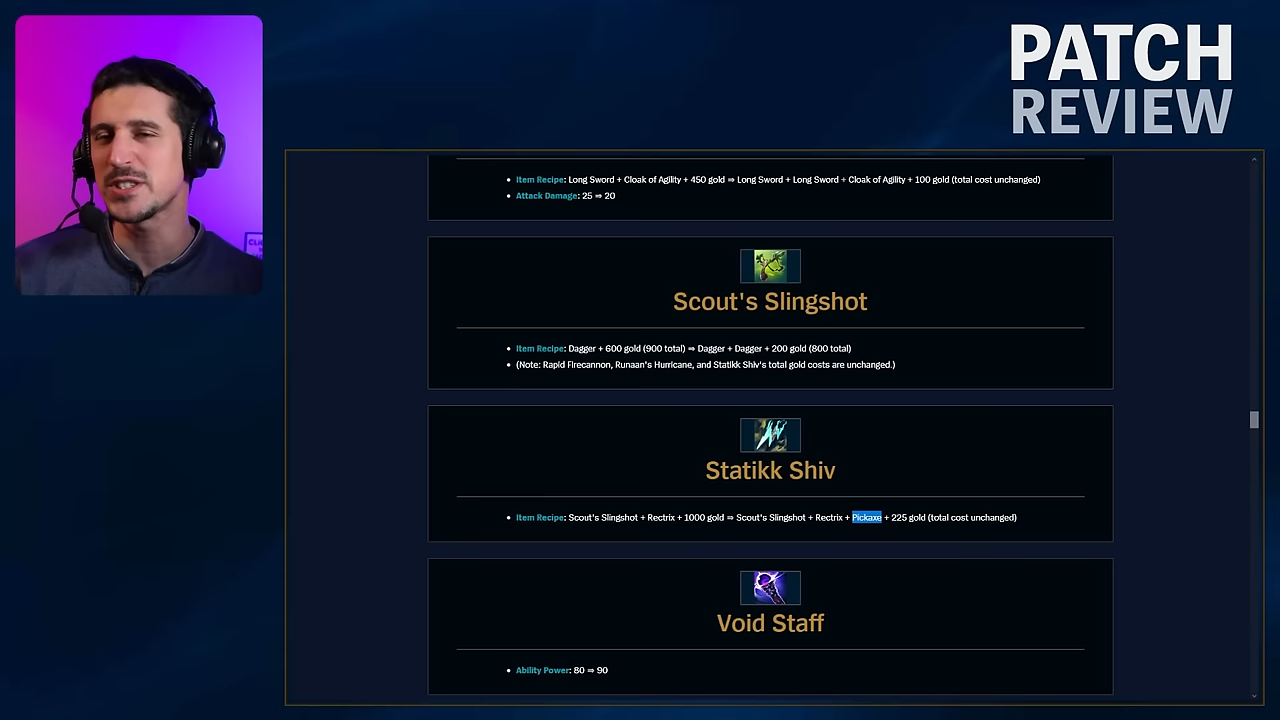 PATCH
REVIEW
Item Recipe: Long Sword + Cloak of Agility + 450 gold ⇒ Long Sword + Long Sword + Cloak of Agility + 100 gold (total cost unchanged)
Attack Damage: 25 ⇒ 20
Scout's Slingshot
Item Recipe: Dagger + 600 gold (900 total) ⇒ Dagger + Dagger + 200 gold (800 total)
(Note: Rapid Firecannon, Runaan's Hurricane, and Statikk Shiv's total gold costs are unchanged.)
Statikk Shiv
Item Recipe: Scout's Slingshot + Rectrix + 1000 gold ⇒ Scout's Slingshot + Rectrix + Pickaxe + 225 gold (total cost unchanged)
Void Staff
Ability Power: 80 ⇒ 90